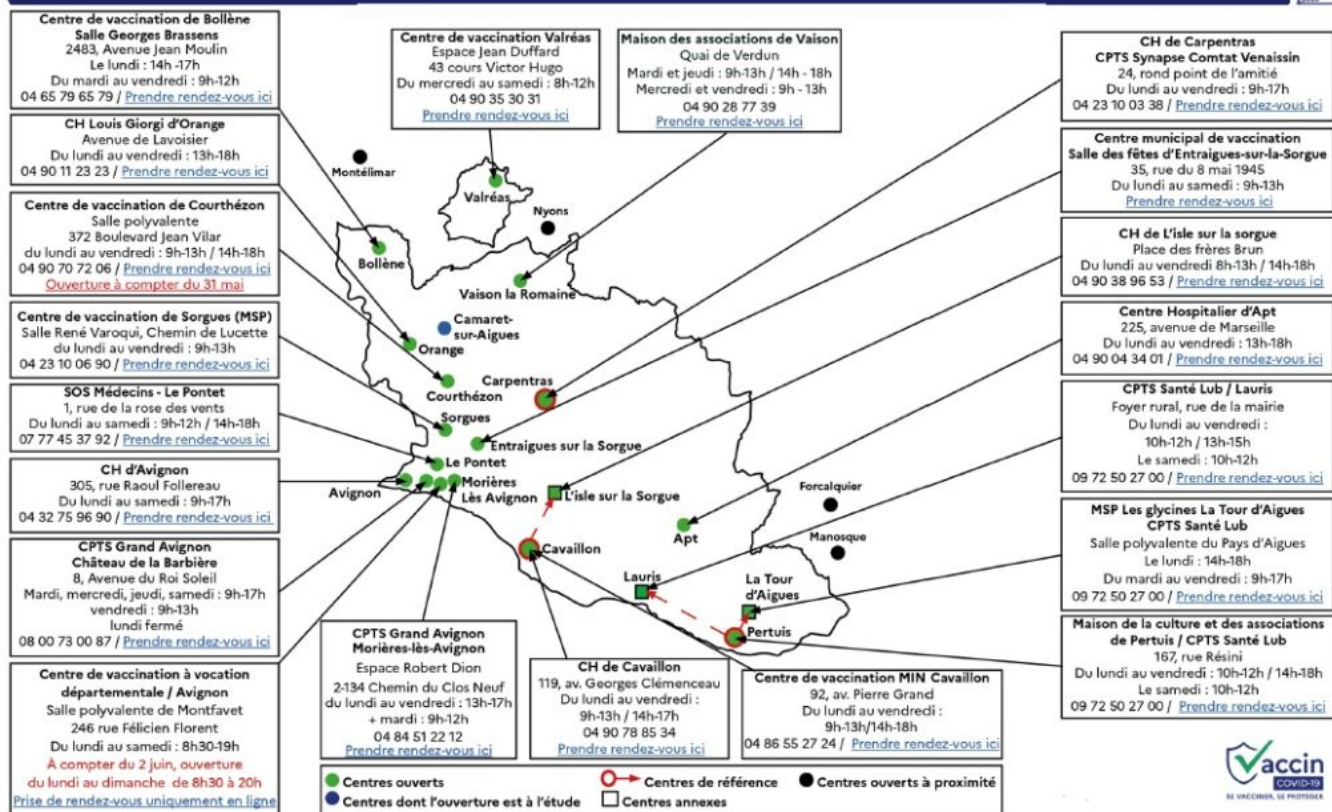 Centre de vaccination de Bollène
Salle Georges Brassens
2483, Avenue Jean Moulin
Le lundi : 14h -17h
Du mardi au vendredi : 9h-12h
04 65 79 65 79 / Prendre rendez-vous ici
CH Louis Giorgi d'Orange
Avenue de Lavoisier
Du lundi au vendredi : 13h-18h
04 90 11 23 23 / Prendre rendez-vous ici
Centre de vaccination de Courthézon
Salle polyvalente
372 Boulevard Jean Vilar
du lundi au vendredi : 9h-13h / 14h-18h
04 90 70 72 06 / Prendre rendez-vous ici
Ouverture à compter du 31 mai
Centre de vaccination de Sorgues (MSP)
Salle René Varoqui, Chemin de Lucette
du lundi au vendredi : 9h-13h
04 23 10 06 90 / Prendre rendez-vous ici
SOS Médecins - Le Pontet
1, rue de la rose des vents
Du lundi au samedi : 9h-12h / 14h-18h
07 77 45 37 92 / Prendre rendez-vous ici
CH d'Avignon
305, rue Raoul Follereau
Du lundi au samedi : 9h-17h
04 32 75 96 90 / Prendre rendez-vous ici
CPTS Grand Avignon
Château de la Barbière
8, Avenue du Roi Soleil
Mardi, mercredi, jeudi, samedi : 9h-17h
vendredi : 9h-13h
lundi fermé
08 00 73 00 87 / Prendre rendez-vous ici
Centre de vaccination à vocation
départementale / Avignon
Salle polyvalente de Montfavet
246 rue Félicien Florent
Du lundi au samedi : 8h30-19h
À compter du 2 juin, ouverture
du lundi au dimanche de 8h30 à 20h
Prise de rendez-vous uniquement en ligne
Centre de vaccination Valréas
Espace Jean Duffard
43 cours Victor Hugo
Du mercredi au samedi : 8h-12h
04 90 35 30 31
Prendre rendez-vous ici
Maison des associations de Vaison
Quai de Verdun
Mardi et jeudi : 9h-13h / 14h - 18h
Mercredi et vendredi : 9h - 13h
04 90 28 77 39
Prendre rendez-vous ici
Montélimar
Valréas
Nyons
Bollène
Vaison la Romaine
Camaret-
sur-Aigues
Orange
Carpentras
Courthézon
Sorgues
Entraigues sur la Sorgue
Le Pontet
Avignon
Morières
Lès Avignon
L'isle sur la Sorgue
Forcalquier
Apt
Manosque
Cavaillon
Lauris
La Tour
d'Aigues
Pertuis
CPTS Grand Avignon
Morières-lès-Avignon
Espace Robert Dion
2-134 Chemin du Clos Neuf
du lundi au vendredi : 13h-17h
+ mardi : 9h-12h
04 84 51 22 12
Prendre rendez-vous ici
CH de Cavaillon
119, av. Georges Clémenceau
Du lundi au vendredi :
9h-13h / 14h-17h
04 90 78 85 34
Prendre rendez-vous ici
Centre de vaccination MIN Cavaillon
92, av. Pierre Grand
Du lundi au vendredi :
9h-13h/14h-18h
04 86 55 27 24 / Prendre rendez-vous ici
CH de Carpentras
CPTS Synapse Comtat Venaissin
24, rond point de l'amitié
Du lundi au vendredi : 9h-17h
04 23 10 03 38 / Prendre rendez-vous ici
Centre municipal de vaccination
Salle des fêtes d'Entraigues-sur-la-Sorgue
35, rue du 8 mai 1945
Du lundi au samedi : 9h-13h
Prendre rendez-vous ici
CH de L'isle sur la sorgue
Place des frères Brun
Du lundi au vendredi 8h-13h / 14h-18h
04 90 38 96 53 / Prendre rendez-vous ici
Centre Hospitalier d'Apt
225, avenue de Marseille
Du lundi au vendredi : 13h-18h
04 90 04 34 01 / Prendre rendez-vous ici
CPTS Santé Lub / Lauris
Foyer rural, rue de la mairie
Du lundi au vendredi :
10h-12h / 13h-15h
Le samedi : 10h-12h
09 72 50 27 00 / Prendre rendez-vous ici
MSP Les glycines La Tour d'Aigues
CPTS Santé Lub
Salle polyvalente du Pays d'Aigues
Le lundi : 14h-18h
Du mardi au vendredi : 9h-17h
09 72 50 27 00 / Prendre rendez-vous ici
Maison de la culture et des associations
de Pertuis / CPTS Santé Lub
167, rue Résini
Du lundi au vendredi : 10h-12h / 14h-18h
Le samedi : 10h-12h
09 72 50 27 00 / Prendre rendez-vous ici
Centres ouverts
Centres de référence
Centres ouverts à proximité
Centres dont l'ouverture est à l'étude
Centres annexes
Vaccin
COVID-19
SE VACCINER, SE PROTÉGER